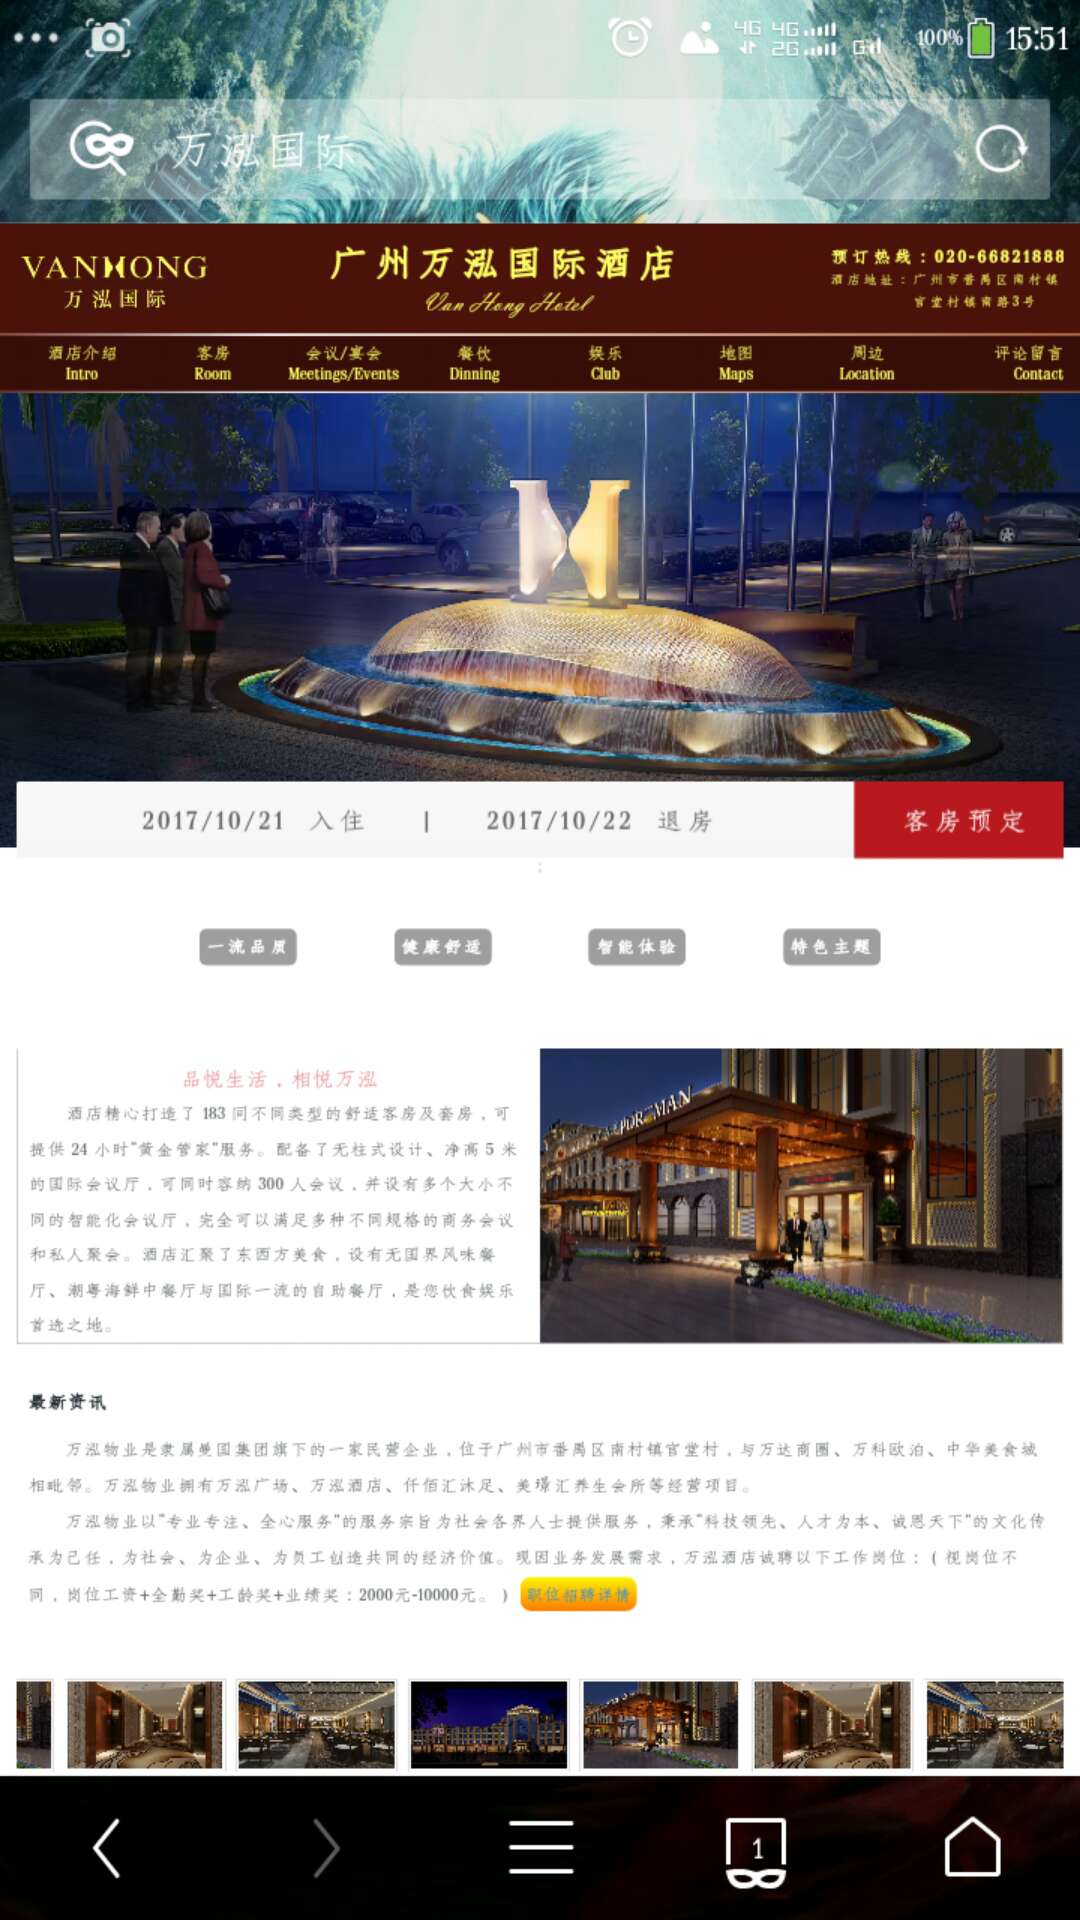 4G 4G 2G G 100% 15:51
万泓国际
VANHONG
万泓国际
广州万泓国际酒店
Van Hong Hotel
预订热线：020-66821888
酒店地址：广州市番禺区南村镇
官堂村镇南路3号
酒店介绍 客房 会议/宴会 餐饮 娱乐 地图 周边 评论留言
Intro Room Meetings/Events Dinning Club Maps Location Contact
2017/10/21 入住 | 2017/10/22 退房 客房预定
一流品质 健康舒适 智能体验 特色主题
品悦生活，相悦万泓
酒店精心打造了 183 间不同类型的舒适客房及套房，可
提供 24 小时"黄金管家"服务。配备了无柱式设计、净高 5 米
的国际会议厅，可同时容纳 300 人会议，并设有多个大小不
同的智能化会议厅，完全可以满足多种不同规格的商务会议
和私人聚会。酒店汇聚了东西方美食，设有无国界风味餐
厅、潮粤海鲜中餐厅与国际一流的自助餐厅，是您饮食娱乐
首选之地。
最新资讯
万泓物业是隶属曼国集团旗下的一家民营企业，位于广州市番禺区南村镇官堂村，与万达商圈、万科欧泊、中华美食城
相毗邻。万泓物业拥有万泓广场、万泓酒店、仟佰汇沐足、美璟汇养生会所等经营项目。
万泓物业以"专业专注、全心服务"的服务宗旨为社会各界人士提供服务，秉承"科技领先、人才为本、诚恩天下"的文化传
承为己任，为社会、为企业、为员工创造共同的经济价值。现因业务发展需求，万泓酒店诚聘以下工作岗位：（视岗位不
同，岗位工资+全勤奖+工龄奖+业绩奖：2000元-10000元。）职位招聘详情
1